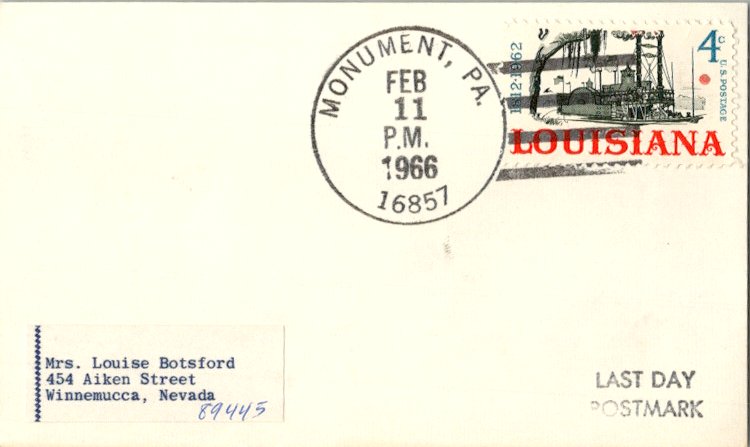 MONUMENT, PA.
FEB
11
P.M.
1966
16857
1812-1962
4c
U.S. POSTAGE
LOUISIANA
Mrs. Louise Botsford
454 Aiken Street
Winnemucca, Nevada
89445
LAST DAY
POSTMARK